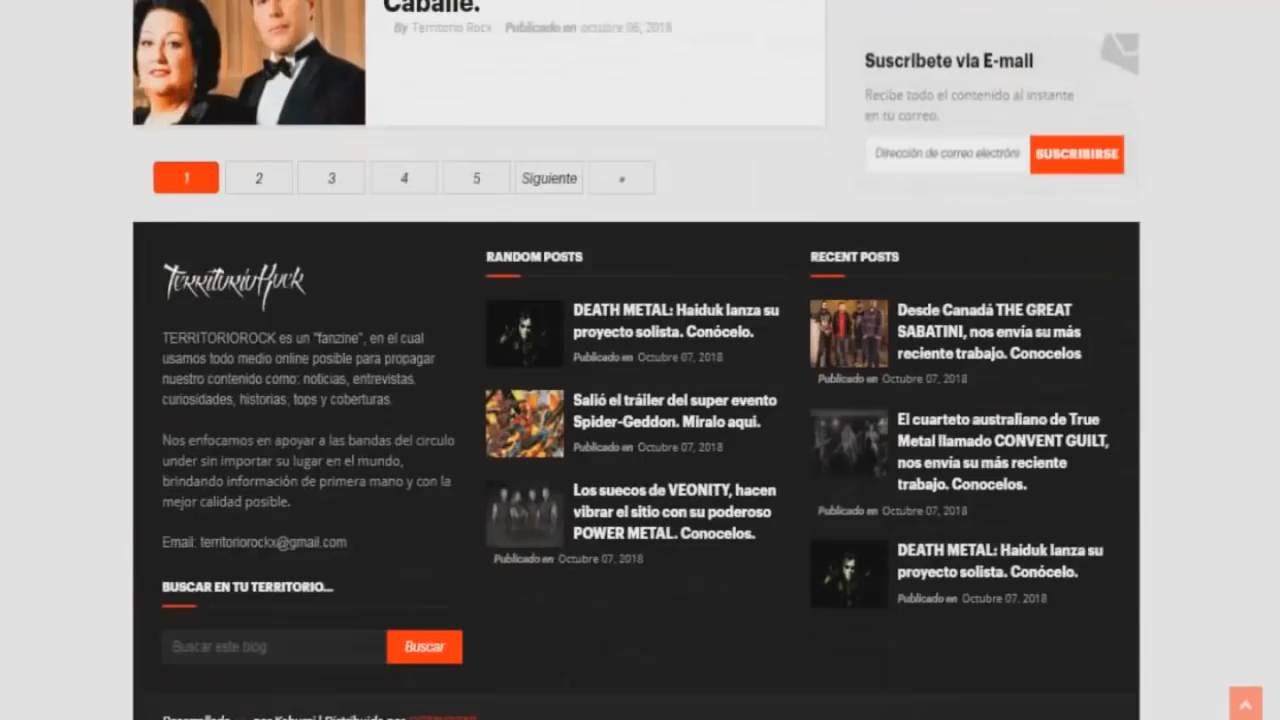 Caballé.
By Territorio Rock Publicado en octubre 06, 2018
Suscribete via E-mail
Recibe todo el contenido al instante
en tu correo.
Dirección de correo electróni
SUSCRIBIRSE
1 2 3 4 5 Siguiente »
TerritorioRock
TERRITORIOROCK es un "fanzine", en el cual
usamos todo medio online posible para propagar
nuestro contenido como: noticias, entrevistas.
curiosidades, historias, tops y coberturas.
Nos enfocamos en apoyar a las bandas del circulo
under sin importar su lugar en el mundo,
brindando información de primera mano y con la
mejor calidad posible.
Email: territoriorockx@gmail.com
BUSCAR EN TU TERRITORIO...
Buscar este blog
Buscar
RANDOM POSTS
DEATH METAL: Haiduk lanza su
proyecto solista. Conócelo.
Publicado en Octubre 07, 2018
Salió el tráiler del super evento
Spider-Geddon. Miralo aqui.
Publicado en Octubre 07, 2018
Los suecos de VEONITY, hacen
vibrar el sitio con su poderoso
POWER METAL. Conocelos.
Publicado en Octubre 07, 2018
RECENT POSTS
Desde Canadá THE GREAT
SABATINI, nos envía su más
reciente trabajo. Conocelos
Publicado en Octubre 07, 2018
El cuarteto australiano de True
Metal llamado CONVENT GUILT,
nos envia su más reciente
trabajo. Conocelos.
Publicado en Octubre 07, 2018
DEATH METAL: Haiduk lanza su
proyecto solista. Conócelo.
Publicado en Octubre 07, 2018